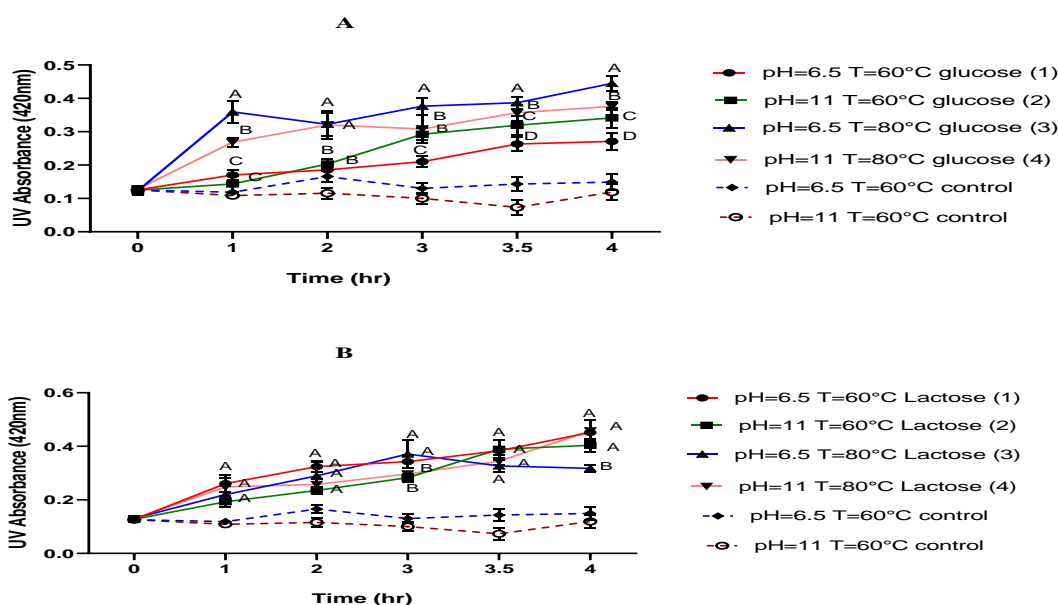 A
UV Absorbance (420nm)
0.5
0.4
0.3
0.2
0.1
0.0
A
B
C
C
A
A
B
B
A
B
B
C
A
B
C
D
A
B
C
D
0
1
2
3
3.5
4
Time (hr)
pH=6.5 T=60°C glucose (1)
pH=11 T=60°C glucose (2)
pH=6.5 T=80°C glucose (3)
pH=11 T=80°C glucose (4)
pH=6.5 T=60°C control
pH=11 T=60°C control
B
UV Absorbance (420nm)
0.6
0.4
0.2
0.0
A
A
A
A
A
A
A
A
A
B
B
A
A
A
A
A
A
A
B
0
1
2
3
3.5
4
Time (hr)
pH=6.5 T=60°C Lactose (1)
pH=11 T=60°C Lactose (2)
pH=6.5 T=80°C Lactose (3)
pH=11 T=80°C Lactose (4)
pH=6.5 T=60°C control
pH=11 T=60°C control